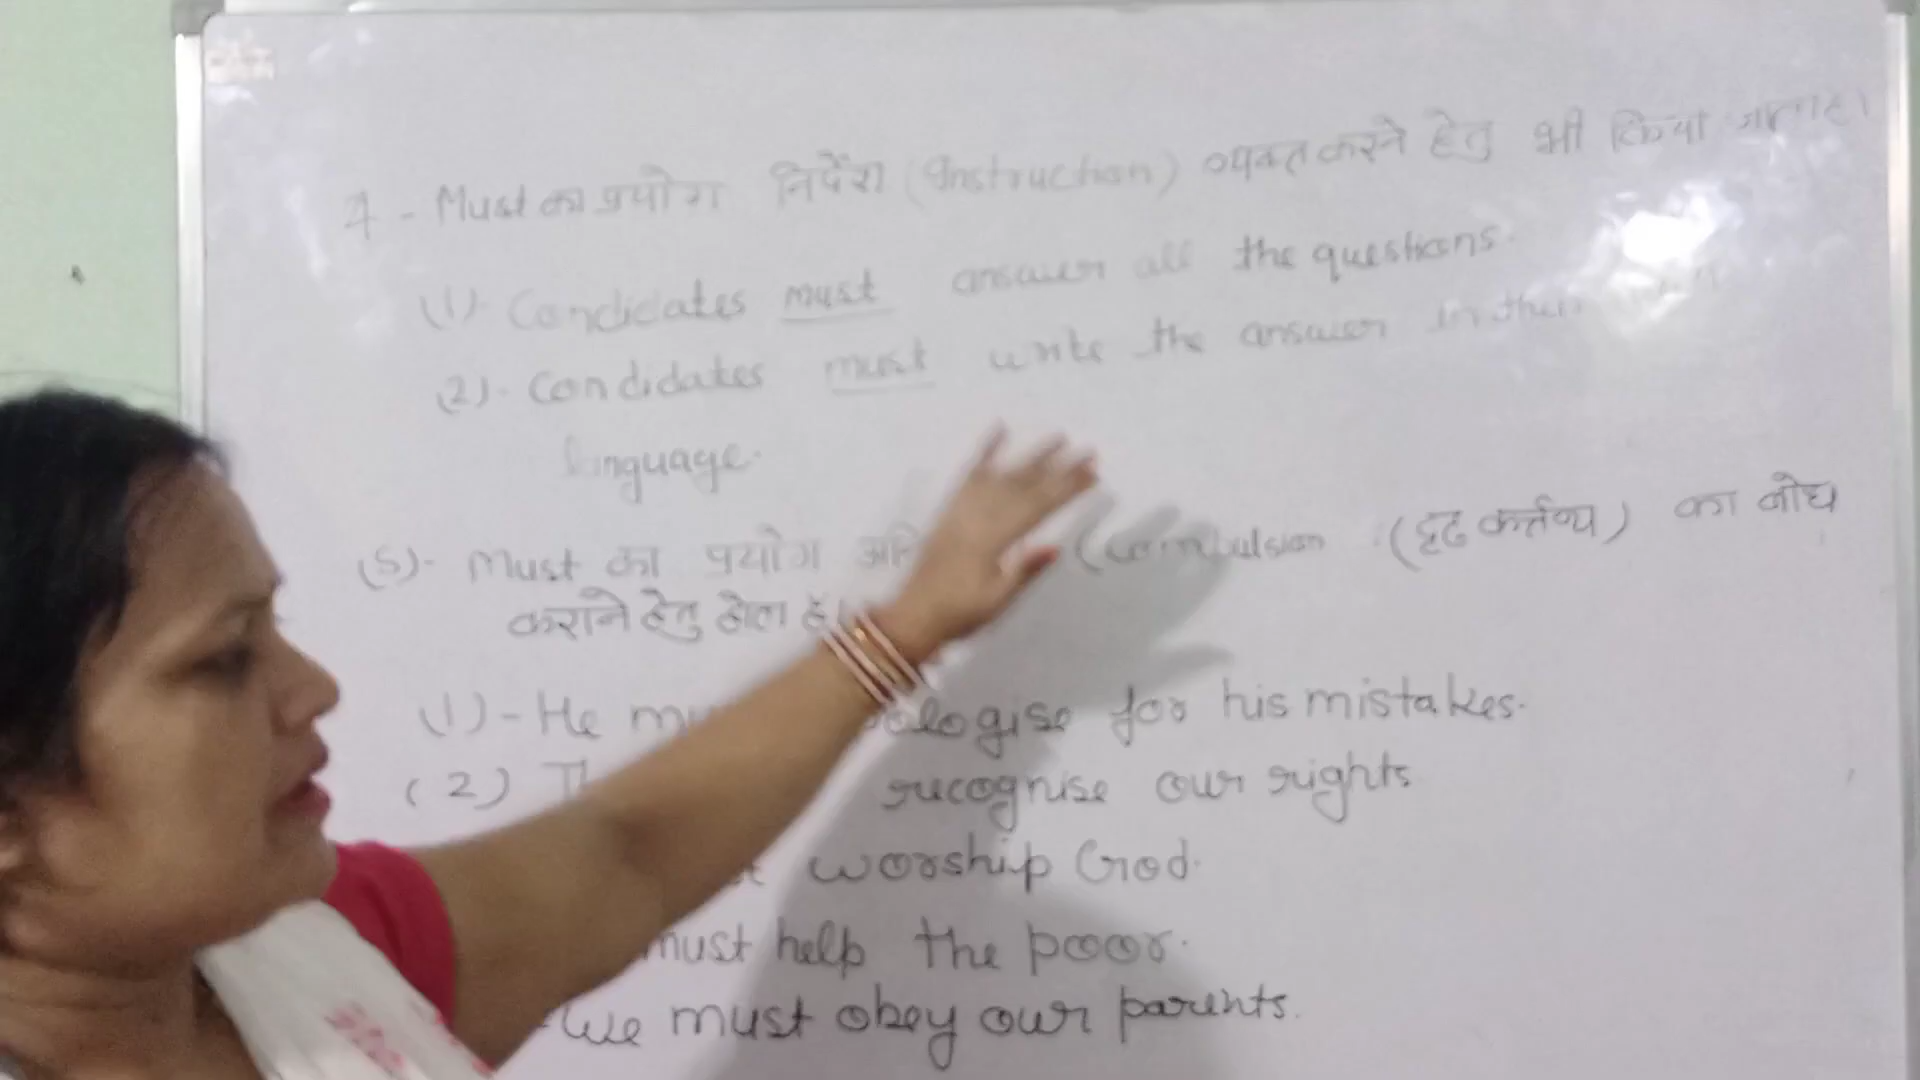 4 - Must का प्रयोग निर्देश (Instruction) व्यक्त करने हेतु भी किया जाता है।
(1)- Candidates must answer all the questions.
(2)- Candidates must write the answer in their
language.
(5)- Must का प्रयोग (Compulsion (दृढ कर्त्तव्य) का बोध
कराने हेतु होता है।
(1) - He for his mistakes.
(2) recognise our rights
worship God.
must help the poor.
- We must obey our parents.